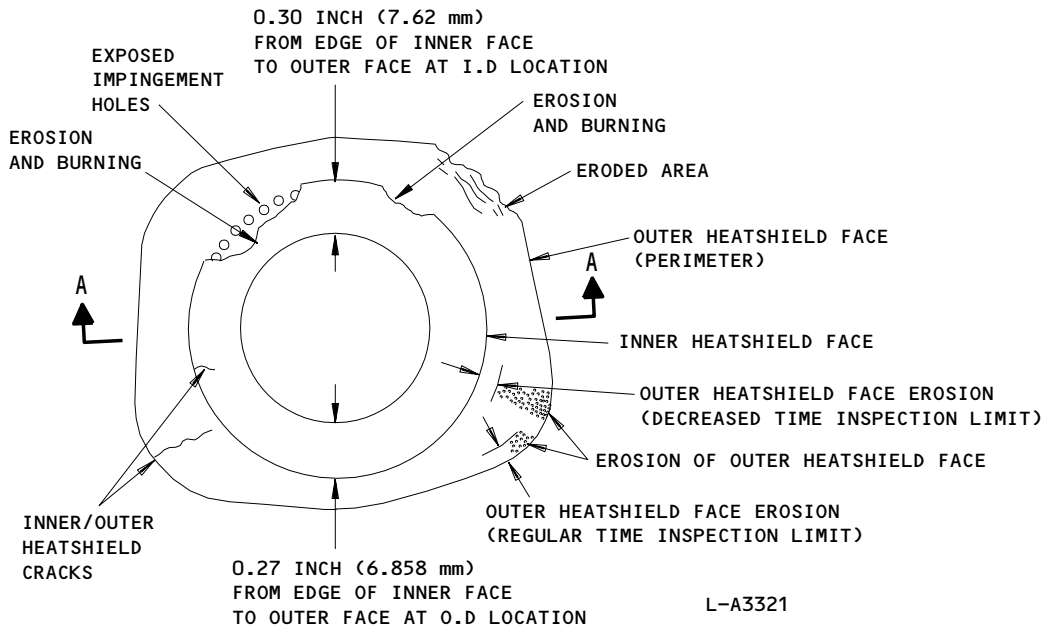 0.30 INCH (7.62 mm)
FROM EDGE OF INNER FACE
TO OUTER FACE AT I.D LOCATION
EXPOSED
IMPINGEMENT
HOLES
EROSION
AND BURNING
EROSION
AND BURNING
ERODED AREA
OUTER HEATSHIELD FACE
(PERIMETER)
A
A
INNER HEATSHIELD FACE
OUTER HEATSHIELD FACE EROSION
(DECREASED TIME INSPECTION LIMIT)
EROSION OF OUTER HEATSHIELD FACE
OUTER HEATSHIELD FACE EROSION
(REGULAR TIME INSPECTION LIMIT)
INNER/OUTER
HEATSHIELD
CRACKS
0.27 INCH (6.858 mm)
FROM EDGE OF INNER FACE
TO OUTER FACE AT O.D LOCATION
L-A3321